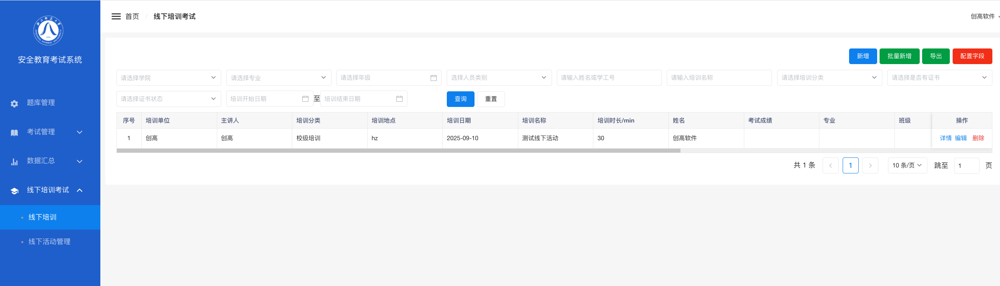 首页 / 线下培训考试
创高软件
浙江师范大学
ZHEJIANG NORMAL UNIVERSITY
1956
安全教育考试系统
题库管理
考试管理
数据汇总
线下培训考试
线下培训
线下活动管理
新增 批量新增 导出 配置字段
请选择学院 请选择专业 请选择年级 选择人员类别 请输入姓名或学工号 请输入培训名称 请选择培训分类 请选择是否有证书
请选择证书状态 培训开始日期 至 培训结束日期 查询 重置
序号 培训单位 主讲人 培训分类 培训地点 培训日期 培训名称 培训时长/min 姓名 考试成绩 专业 班级 操作
1 创高 创高 校级培训 hz 2025-09-10 测试线下活动 30 创高软件 详情 编辑 删除
共 1 条 1 10 条/页 跳至 1 页